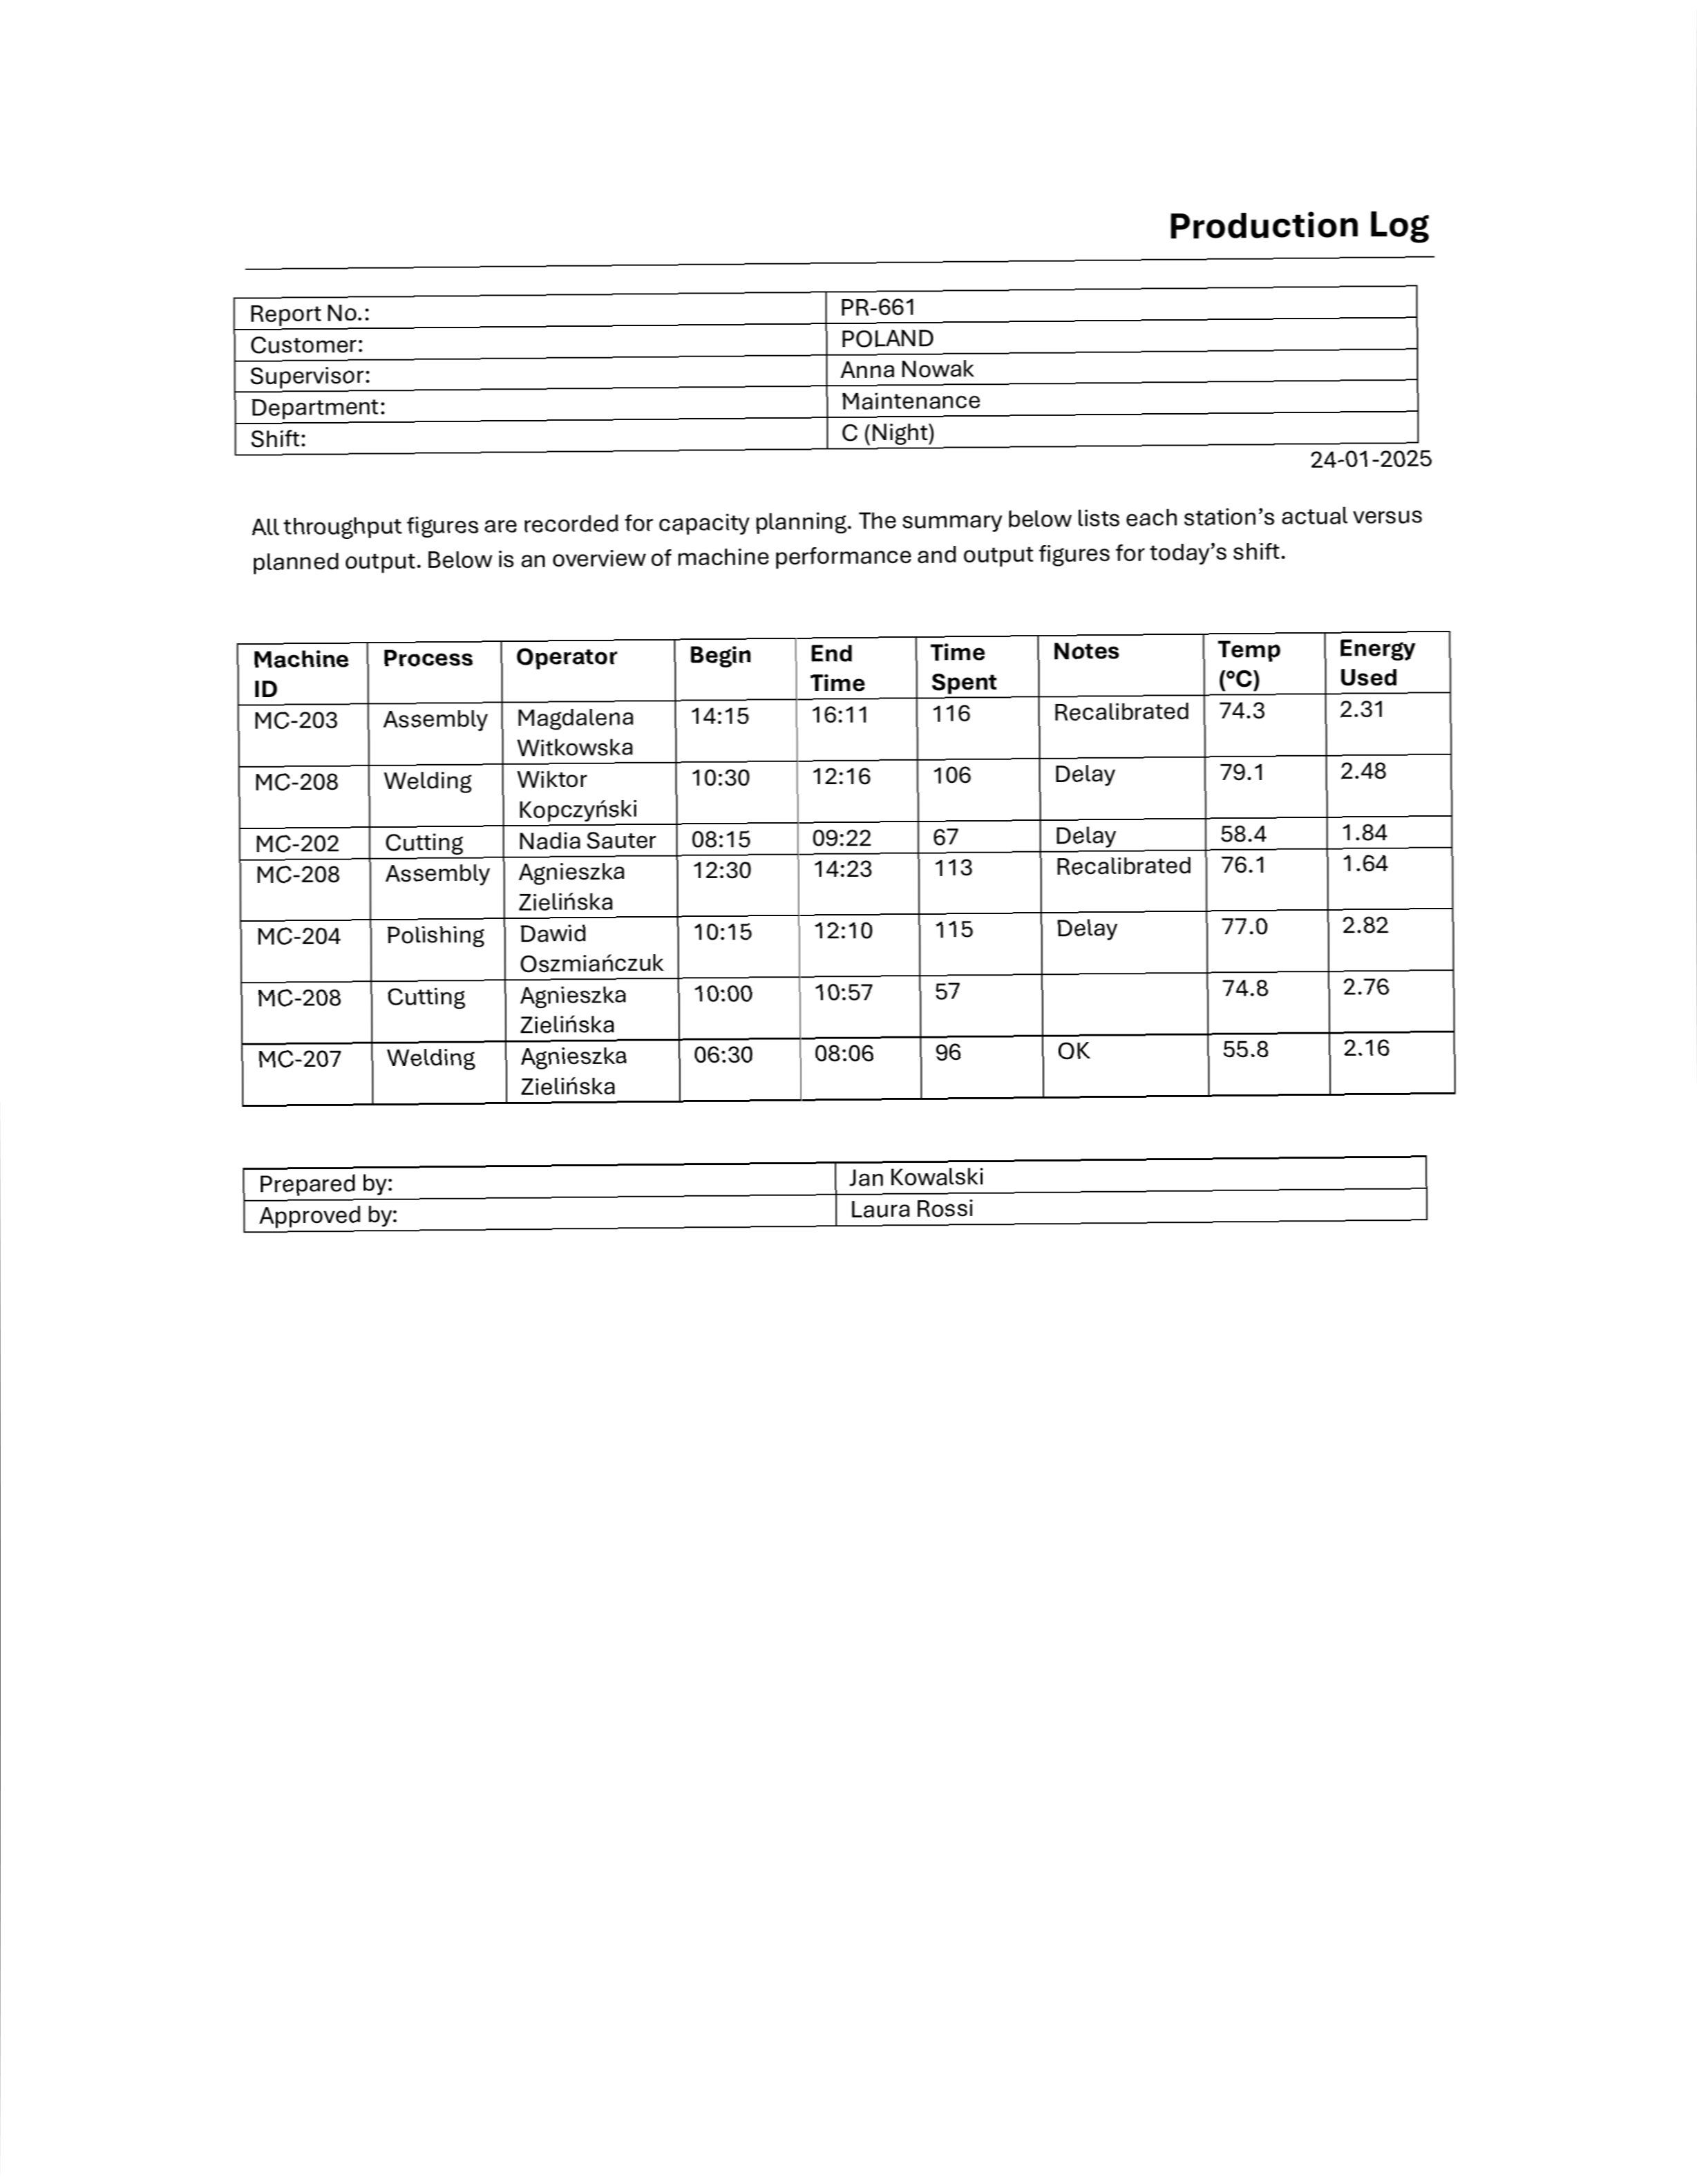 Production Log
Report No.: PR-661
Customer: POLAND
Supervisor: Anna Nowak
Department: Maintenance
Shift: C (Night)
24-01-2025
All throughput figures are recorded for capacity planning. The summary below lists each station's actual versus
planned output. Below is an overview of machine performance and output figures for today's shift.
Machine ID Process Operator Begin End Time Time Spent Notes Temp (°C) Energy Used
MC-203 Assembly Magdalena Witkowska 14:15 16:11 116 Recalibrated 74.3 2.31
MC-208 Welding Wiktor Kopczyński 10:30 12:16 106 Delay 79.1 2.48
MC-202 Cutting Nadia Sauter 08:15 09:22 67 Delay 58.4 1.84
MC-208 Assembly Agnieszka Zielińska 12:30 14:23 113 Recalibrated 76.1 1.64
MC-204 Polishing Dawid Oszmiańczuk 10:15 12:10 115 Delay 77.0 2.82
MC-208 Cutting Agnieszka Zielińska 10:00 10:57 57 74.8 2.76
MC-207 Welding Agnieszka Zielińska 06:30 08:06 96 OK 55.8 2.16
Prepared by: Jan Kowalski
Approved by: Laura Rossi